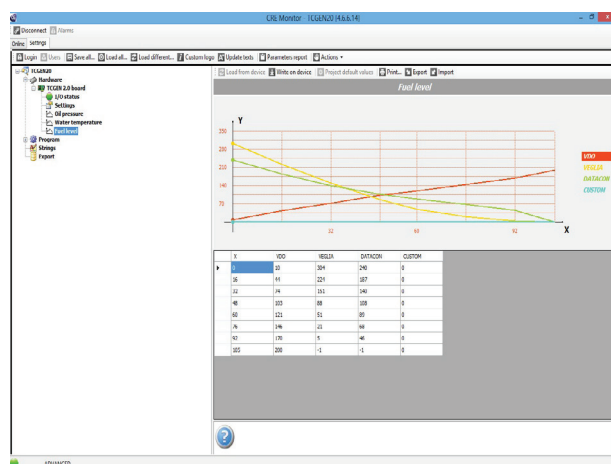 CRE Monitor TCGEN20 [4.6.6.14]
Disconnect Alarms
Online Settings
Login Users Save all... Load all... Load different... Custom logo Update texts Parameters report Actions
TCGEN20
Hardware
TCGEN 2.0 board
I/O status
Settings
Oil pressure
Water temperature
Fuel level
Program
Strings
Export
Load from device Write on device Project default values Print... Export Import
Fuel level
Y
350
280
210
140
70
32
60
92
X
VDO
VEGLIA
DATACON
CUSTOM
X VDO VEGLIA DATACON CUSTOM
0 10 304 240 0
16 44 224 187 0
32 74 151 140 0
48 103 88 108 0
60 121 51 89 0
76 146 21 68 0
92 170 5 46 0
105 200 -1 -1 0
ADVANCED